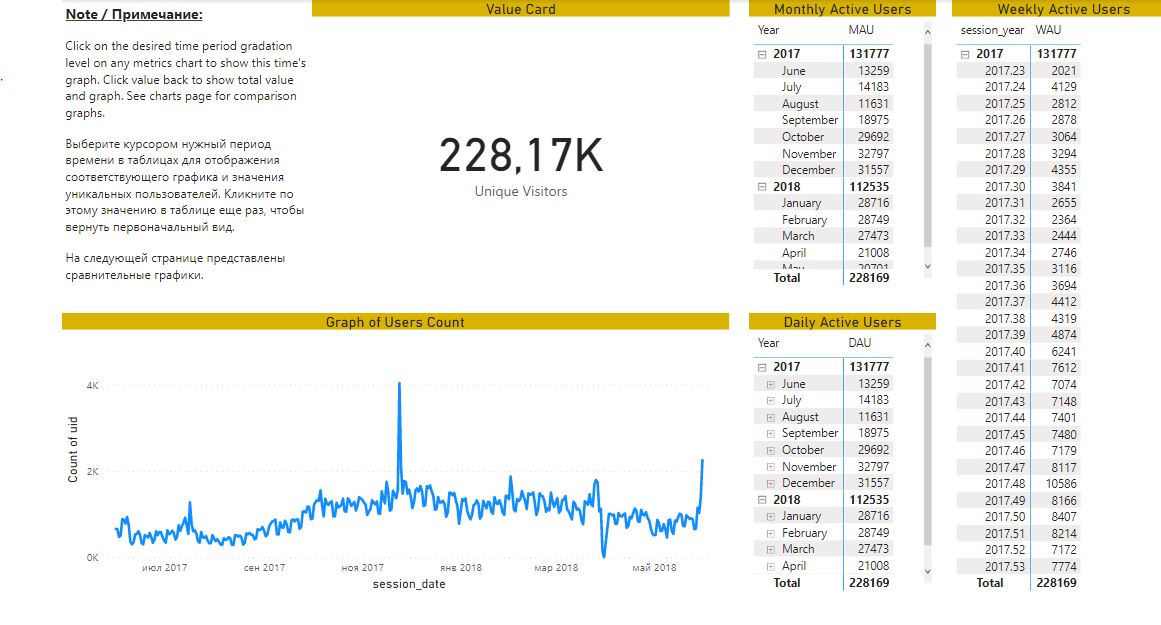 Note / Примечание:
Click on the desired time period gradation
level on any metrics chart to show this time's
graph. Click value back to show total value
and graph. See charts page for comparison
graphs.
Выберите курсором нужный период
времени в таблицах для отображения
соответствующего графика и значения
уникальных пользователей. Кликните по
этому значению в таблице еще раз, чтобы
вернуть первоначальный вид.
На следующей странице представлены
сравнительные графики.
Value Card
228,17K
Unique Visitors
Monthly Active Users
Year MAU
2017 131777
June 13259
July 14183
August 11631
September 18975
October 29692
November 32797
December 31557
2018 112535
January 28716
February 28749
March 27473
April 21008
May 20701
Total 228169
Weekly Active Users
session_year WAU
2017 131777
2017.23 2021
2017.24 4129
2017.25 2812
2017.26 2878
2017.27 3064
2017.28 3294
2017.29 4355
2017.30 3841
2017.31 2655
2017.32 2364
2017.33 2444
2017.34 2746
2017.35 3116
2017.36 3694
2017.37 4412
2017.38 4319
2017.39 4874
2017.40 6241
2017.41 7612
2017.42 7074
2017.43 7148
2017.44 7401
2017.45 7480
2017.46 7179
2017.47 8117
2017.48 10586
2017.49 8166
2017.50 8407
2017.51 8214
2017.52 7172
2017.53 7774
Total 228169
Graph of Users Count
Count of uid
4K
2K
0K
июл 2017 сен 2017 ноя 2017 янв 2018 мар 2018 май 2018
session_date
Daily Active Users
Year DAU
2017 131777
June 13259
July 14183
August 11631
September 18975
October 29692
November 32797
December 31557
2018 112535
January 28716
February 28749
March 27473
April 21008
Total 228169